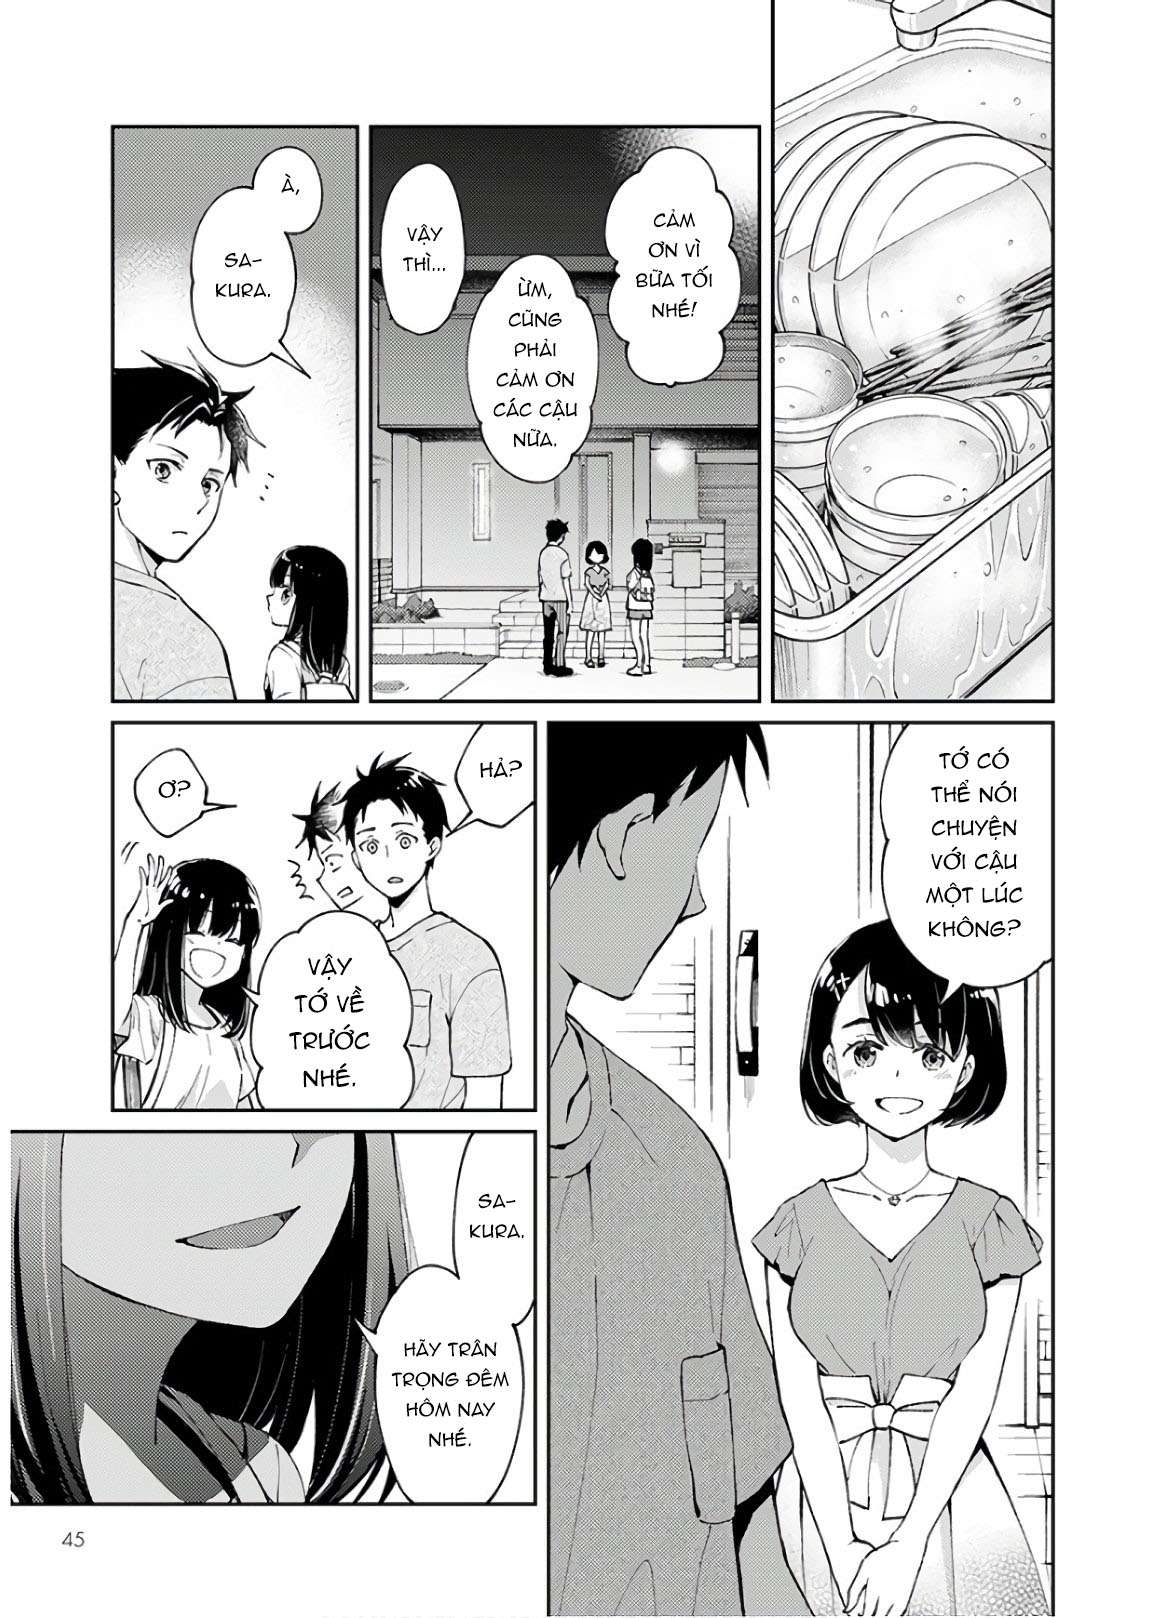 CẢM
ƠN VÌ
BỮA TỐI
NHÉ!
ỪM,
CŨNG
PHẢI
CẢM ƠN
CÁC CẬU
NỮA.
VẬY
THÌ...
À,
SA-
KURA.
TỚ CÓ
THỂ NÓI
CHUYỆN
VỚI CẬU
MỘT LÚC
KHÔNG?
HẢ?
Ơ?
VẬY
TỚ VỀ
TRƯỚC
NHÉ.
SA-
KURA.
HÃY TRÂN
TRỌNG ĐÊM
HÔM NAY
NHÉ.
45